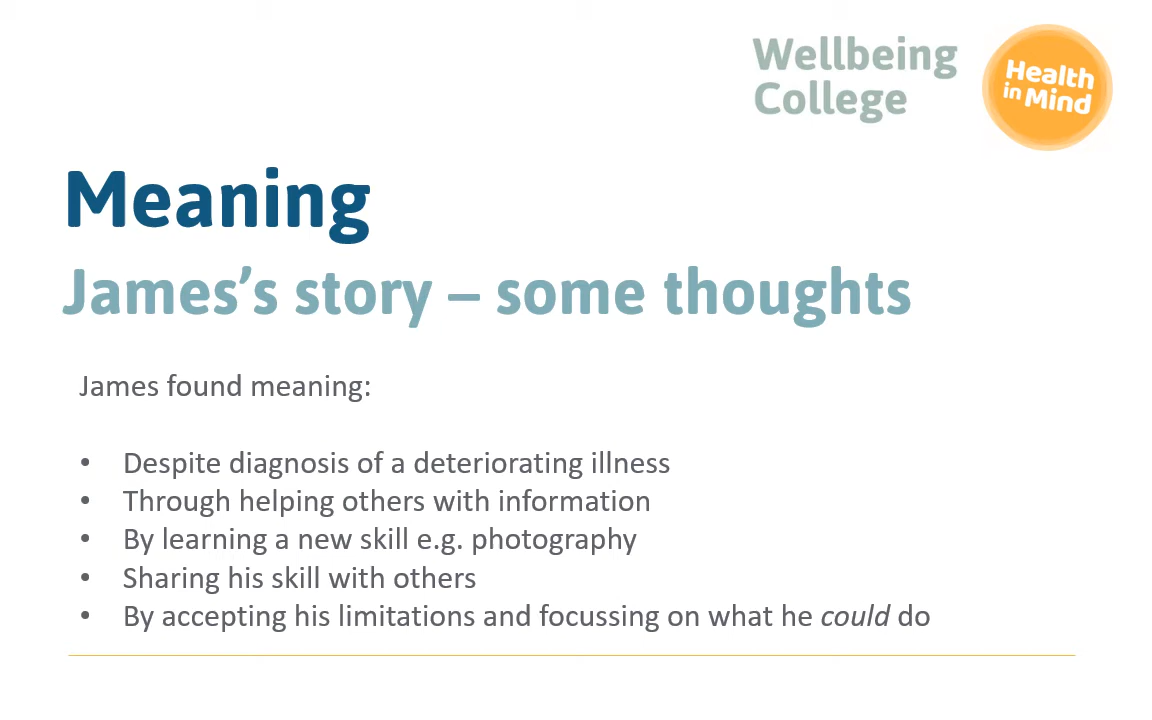 Wellbeing
College
Health
in Mind
Meaning
James’s story – some thoughts
James found meaning:
• Despite diagnosis of a deteriorating illness
• Through helping others with information
• By learning a new skill e.g. photography
• Sharing his skill with others
• By accepting his limitations and focussing on what he could do